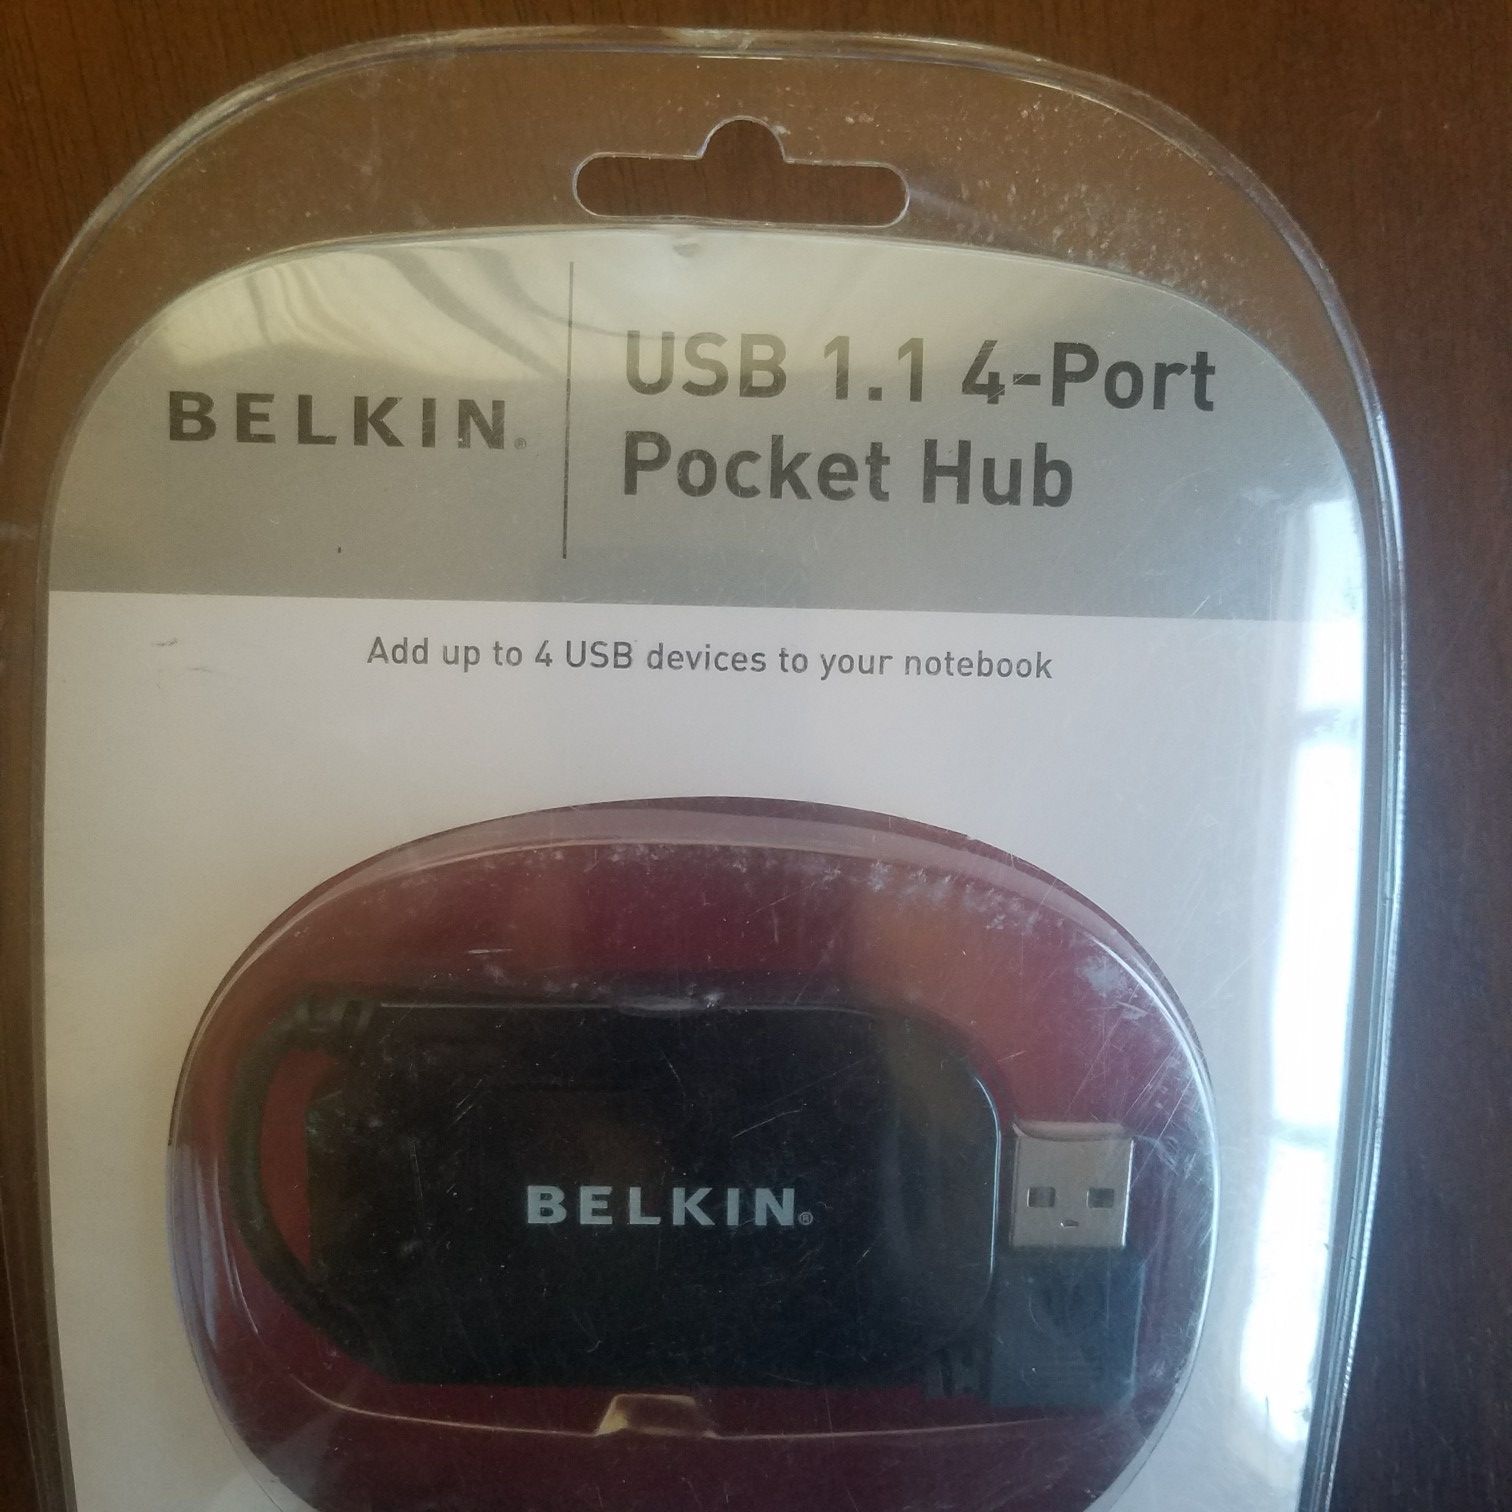 BELKIN®
USB 1.1 4-Port
Pocket Hub
Add up to 4 USB devices to your notebook
BELKIN®